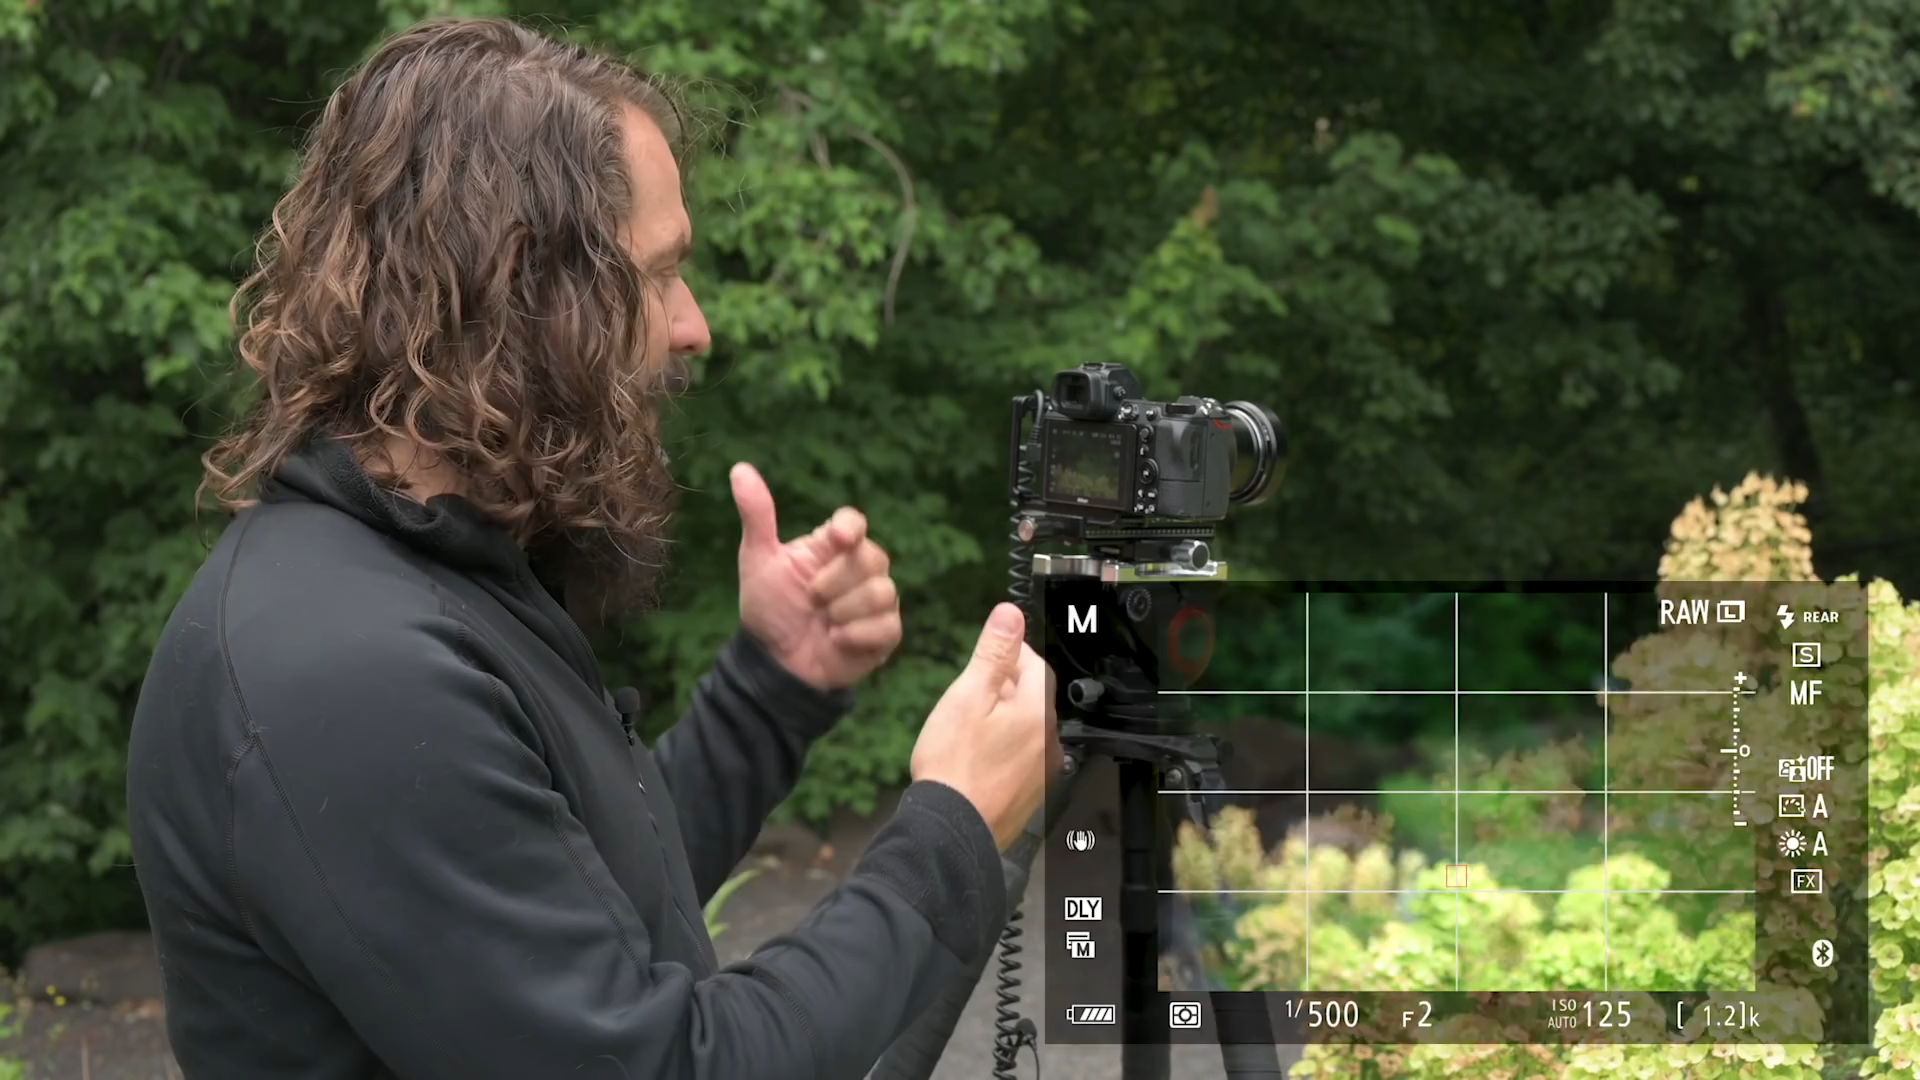 M
RAW L
REAR
S
MF
OFF
A
A
FX
DLY
M
1/500
F2
ISO AUTO 125
[ 1.2]k